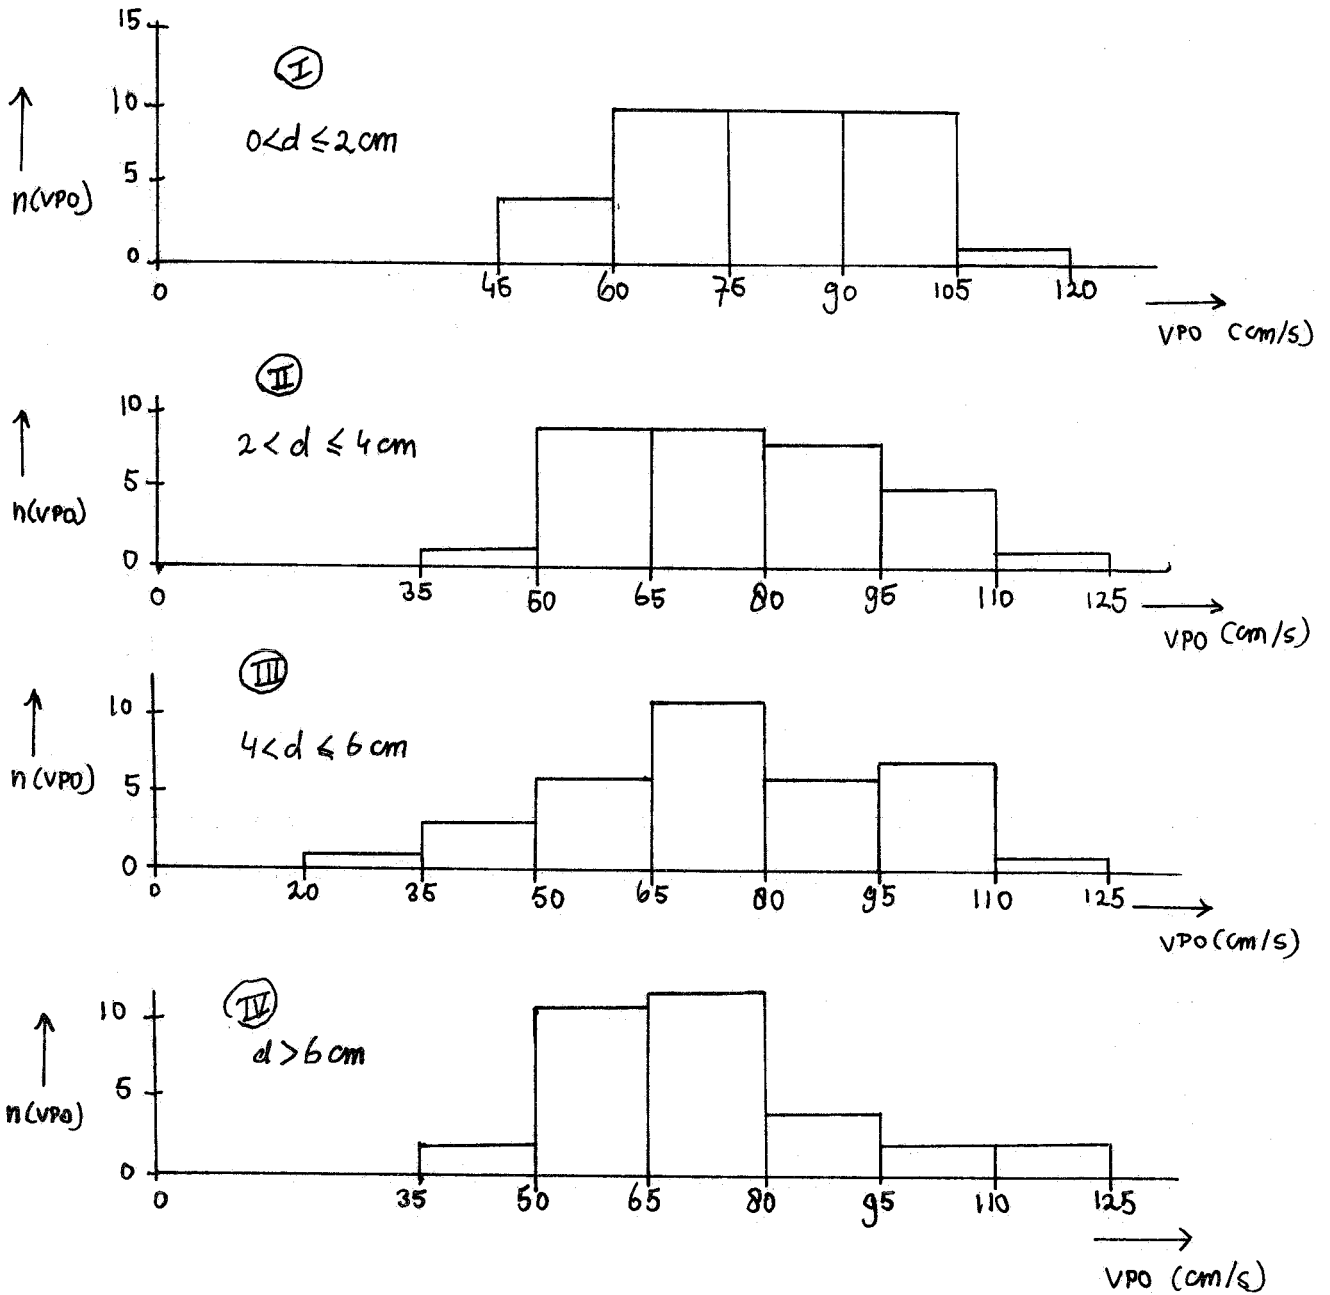 15
I
10
0<d≤2cm
5
n(VPO)
0
0 45 60 75 90 105 120
VPO (cm/s)
II
10
2<d≤4cm
5
n(VPO)
0
0 35 50 65 80 95 110 125
VPO (cm/s)
III
10
4<d≤6cm
n(VPO) 5
0
0 20 35 50 65 80 95 110 125
VPO (cm/s)
IV
10
d>6cm
5
n(VPO)
0
0 35 50 65 80 95 110 125
VPO (cm/s)